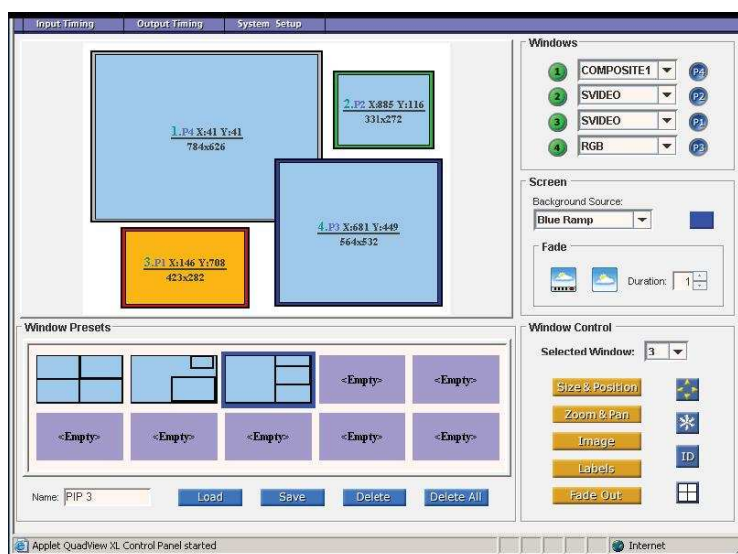 Input Timing Output Timing System Setup
1.P4 X:41 Y:41
784x626
2.P2 X:885 Y:116
331x272
4.P3 X:681 Y:449
564x532
3.P1 X:146 Y:708
423x282
Windows
1 COMPOSITE1 P4
2 SVIDEO P2
3 SVIDEO P1
4 RGB P3
Screen
Background Source:
Blue Ramp
Fade
Duration: 1
Window Presets
<Empty> <Empty>
<Empty> <Empty> <Empty> <Empty> <Empty>
Name: PIP 3 Load Save Delete Delete All
Window Control
Selected Window: 3
Size & Position
Zoom & Pan
Image
ID
Labels
Fade Out
Applet QuadView XL Control Panel started Internet